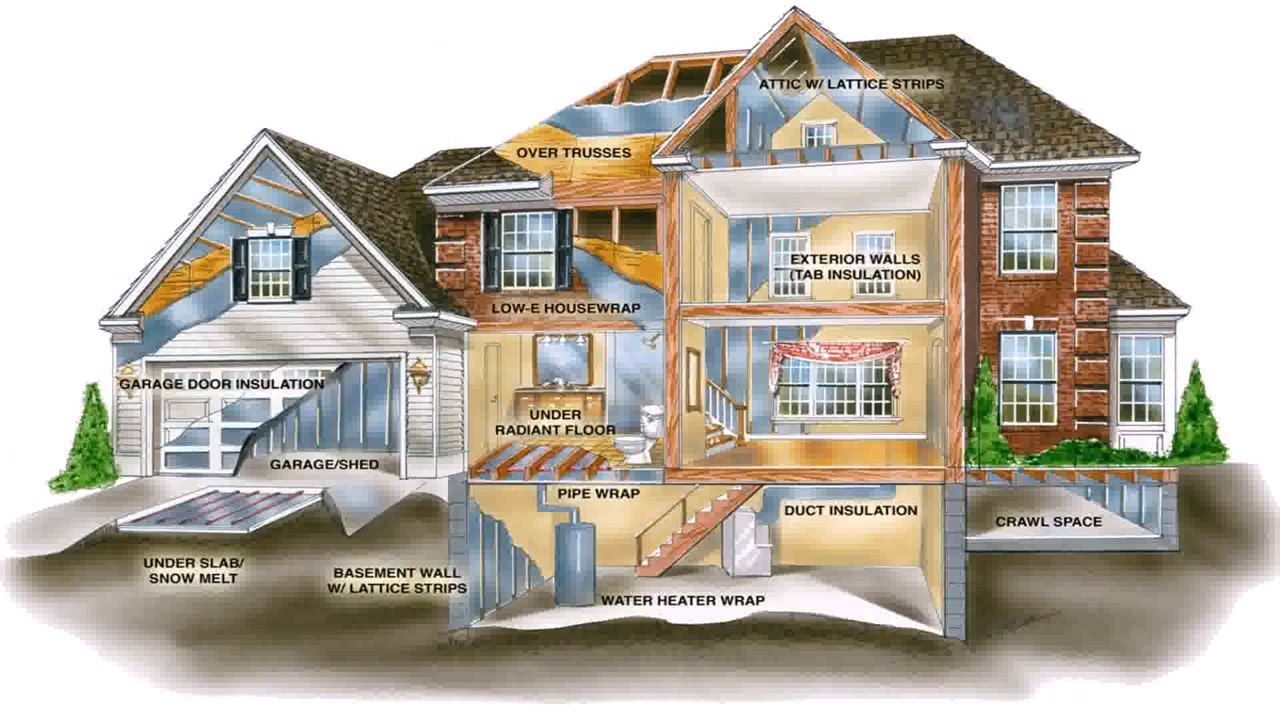 ATTIC W/ LATTICE STRIPS
OVER TRUSSES
EXTERIOR WALLS
(TAB INSULATION)
LOW-E HOUSEWRAP
GARAGE DOOR INSULATION
UNDER
RADIANT FLOOR
GARAGE/SHED
PIPE WRAP
DUCT INSULATION
CRAWL SPACE
UNDER SLAB/
SNOW MELT
BASEMENT WALL
W/ LATTICE STRIPS
WATER HEATER WRAP